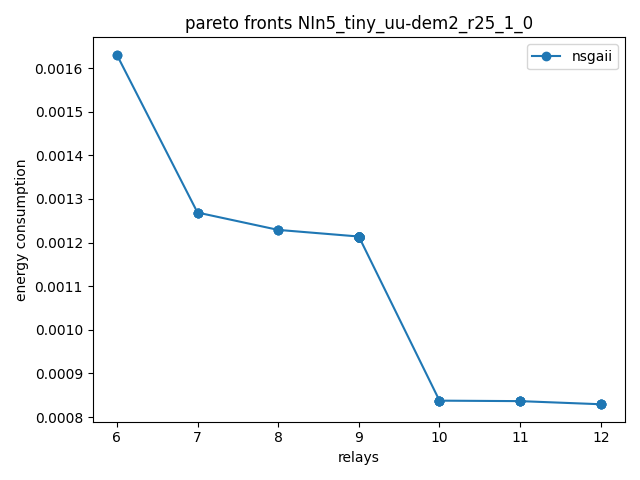 pareto fronts NIn5_tiny_uu-dem2_r25_1_0
nsgaii
energy consumption
0.0016
0.0015
0.0014
0.0013
0.0012
0.0011
0.0010
0.0009
0.0008
6 7 8 9 10 11 12
relays